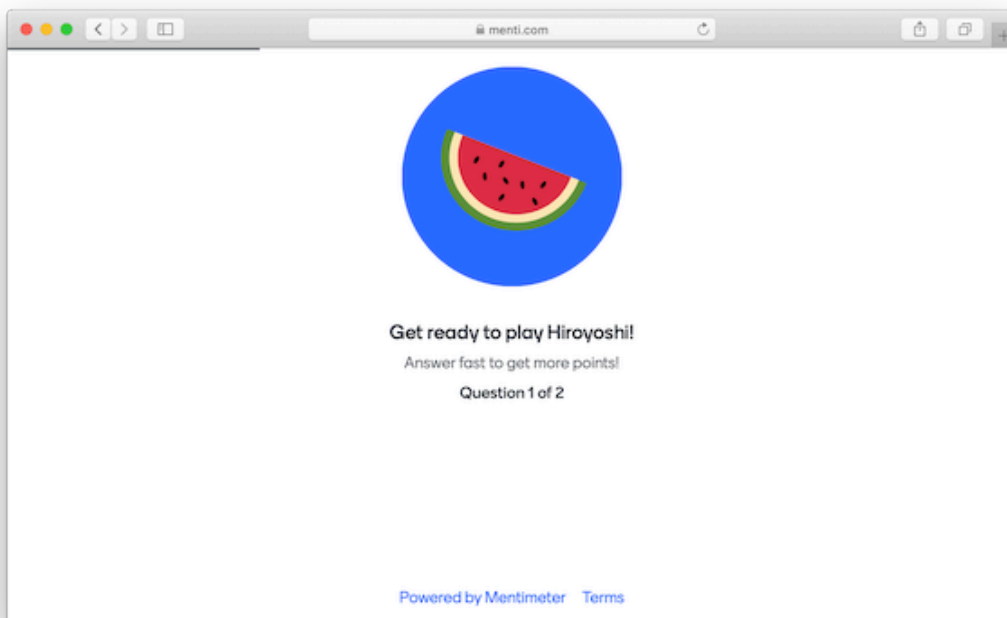 menti.com
Get ready to play Hiroyoshi!
Answer fast to get more points!
Question 1 of 2
Powered by Mentimeter Terms